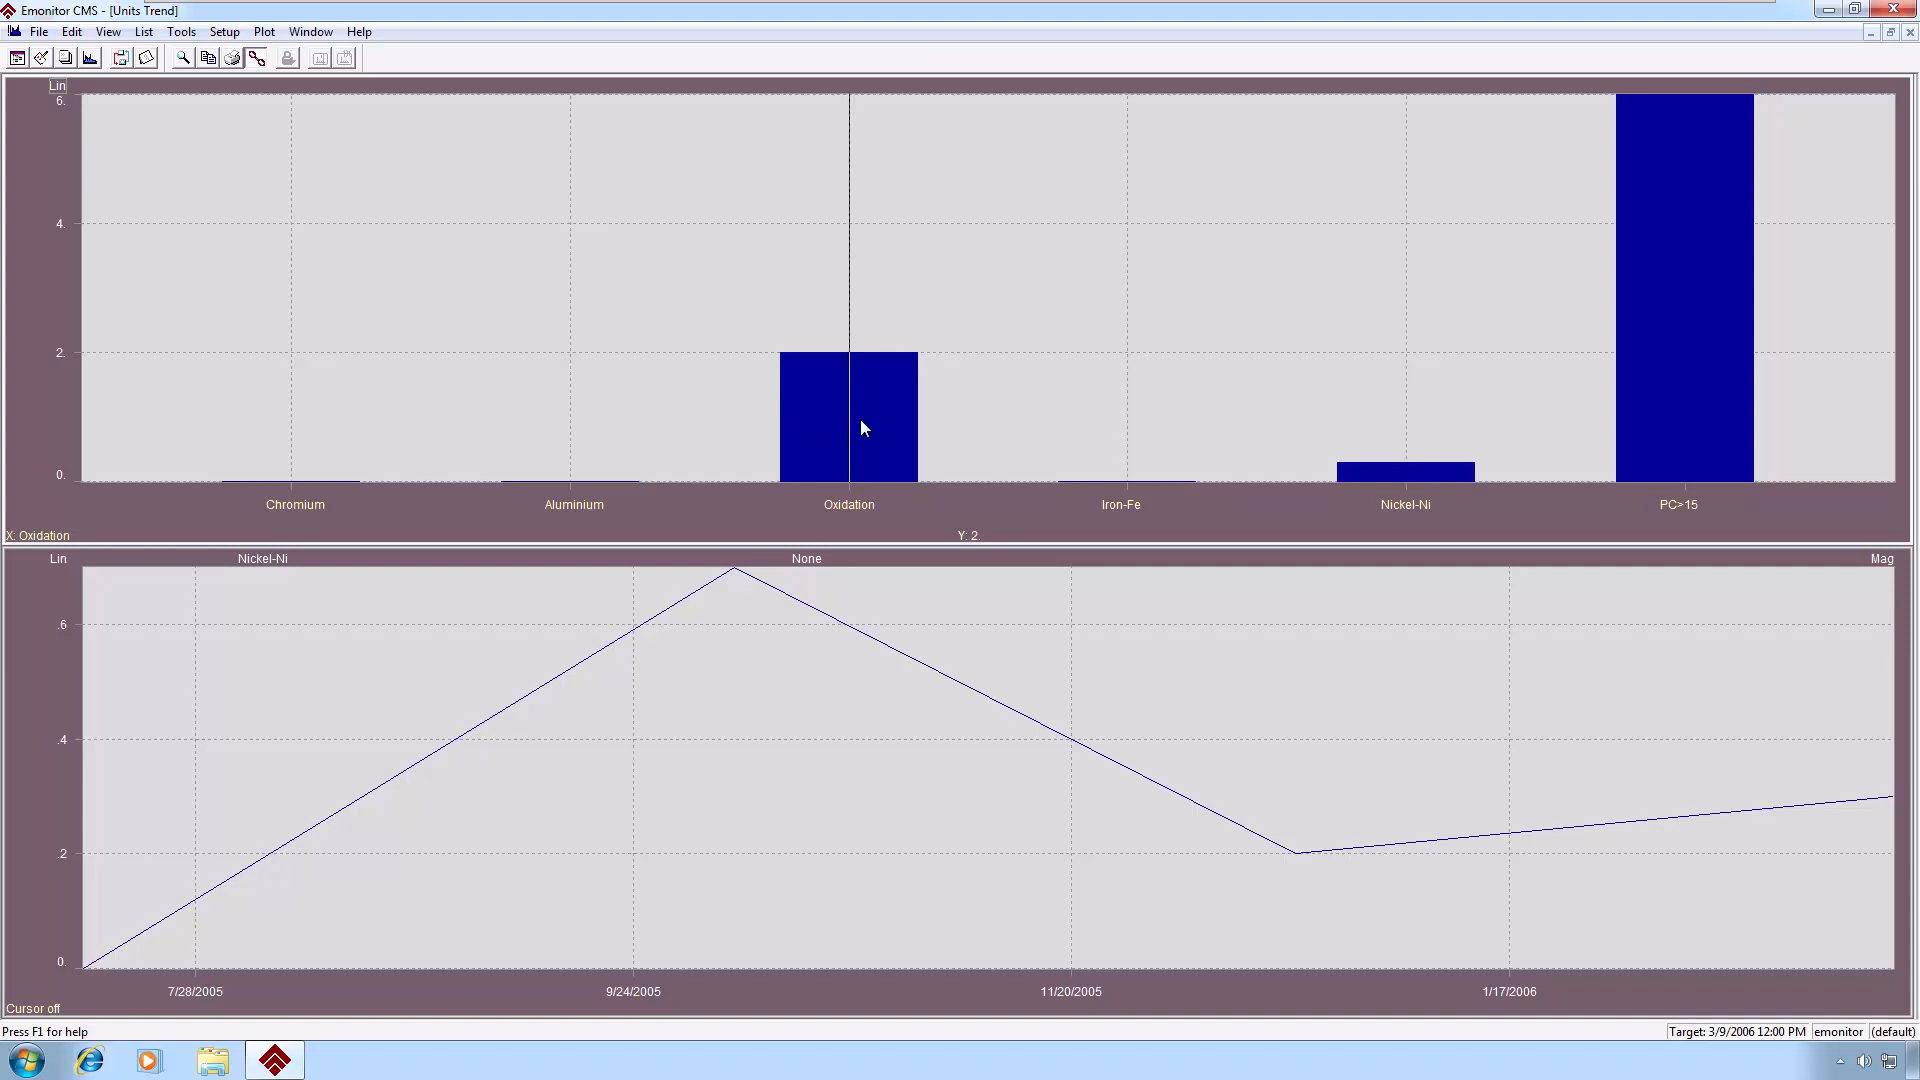 Emonitor CMS - [Units Trend]
File Edit View List Tools Setup Plot Window Help
Lin
6.
4.
2.
0.
Chromium Aluminium Oxidation Iron-Fe Nickel-Ni PC>15
X: Oxidation Y: 2.
Lin Nickel-Ni None Mag
.6
.4
.2
0.
7/28/2005 9/24/2005 11/20/2005 1/17/2006
Cursor off
Press F1 for help Target: 3/9/2006 12:00 PM emonitor (default)